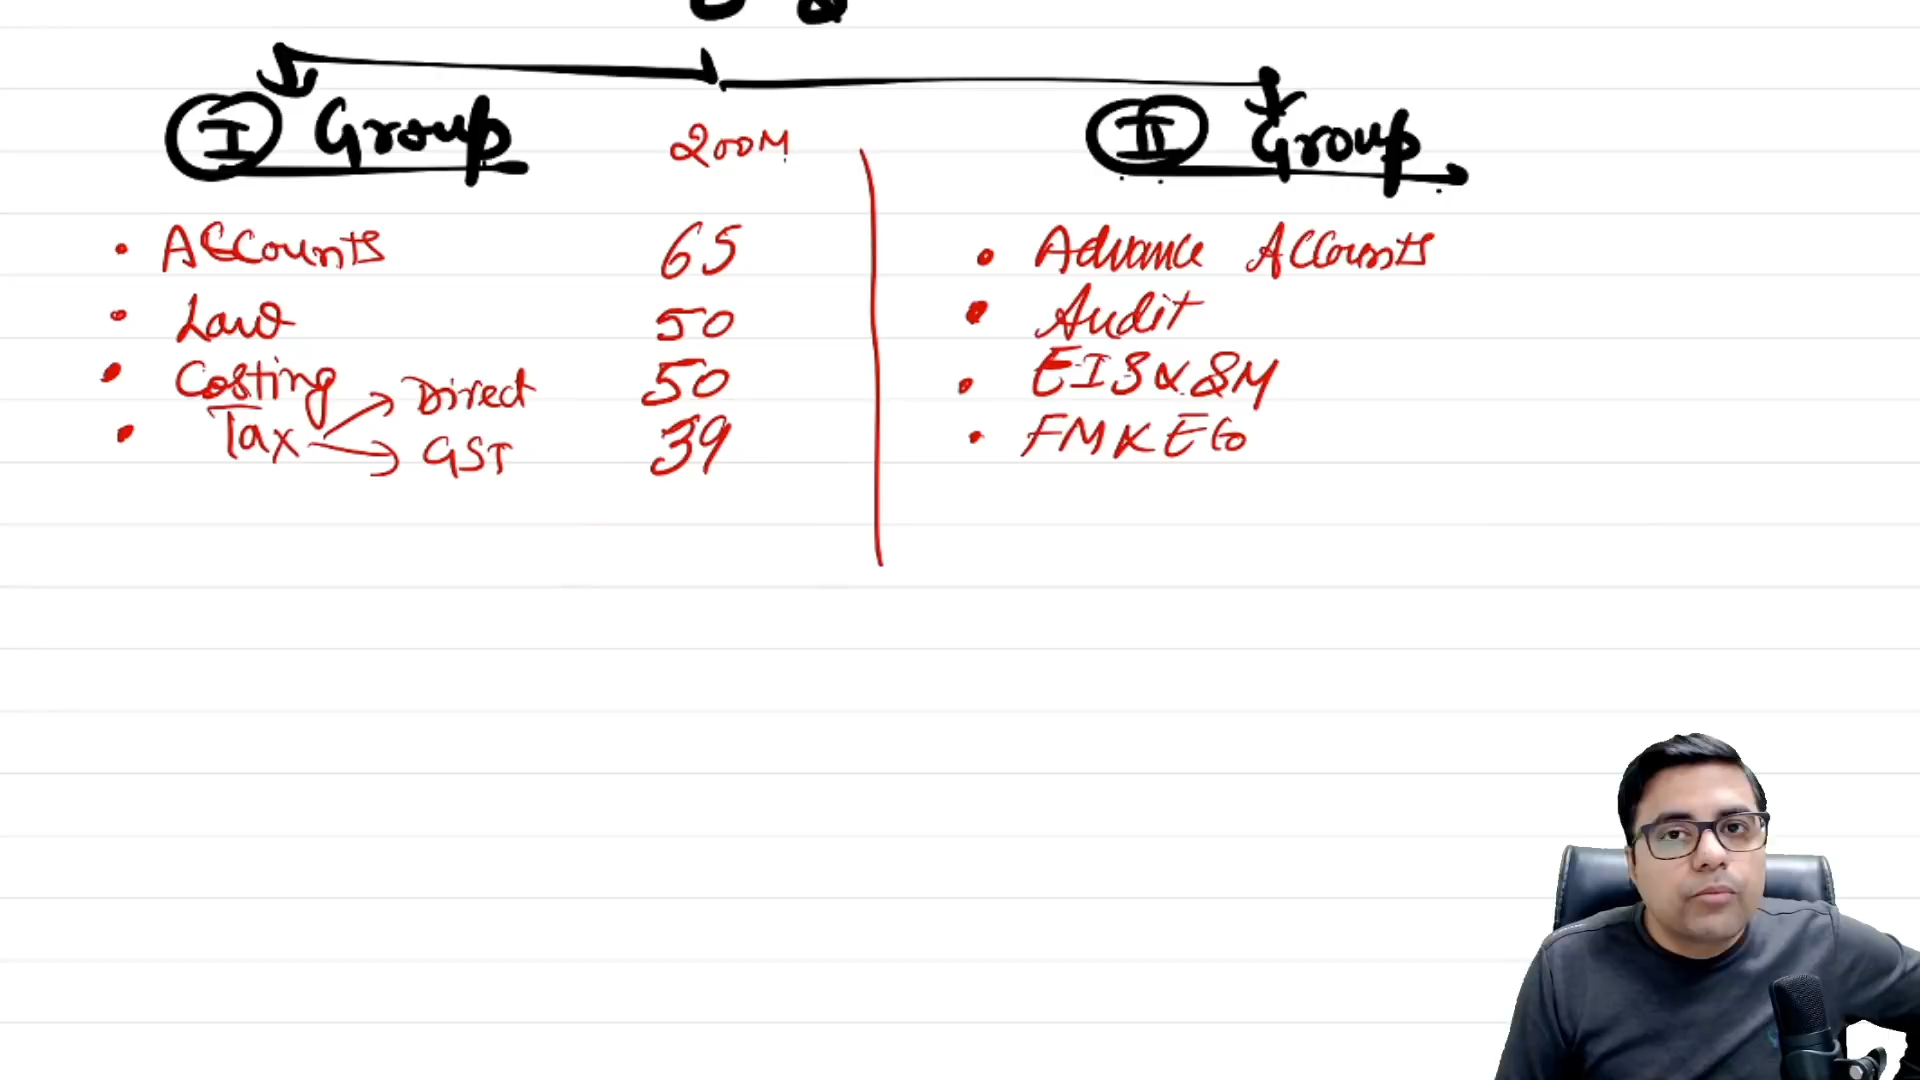 I Group
200M
II Group
• Accounts 65
• Law 50
• Costing 50
• Tax → Direct 39
→ GST
• Advance Accounts
• Audit
• EIS & SM
• FM & Eco